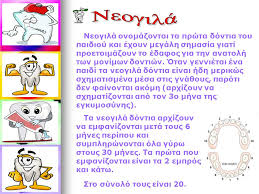 Νεογιλά
Νεογιλά ονομάζονται τα πρώτα δόντια του
παιδιού και έχουν μεγάλη σημασία γιατί
προετοιμάζουν το έδαφος για την ανατολή
των μονίμων δοντιών. Όταν γεννιέται ένα
παιδί τα νεογιλά δόντια είναι ήδη μερικώς
σχηματισμένα μέσα στις γνάθους, παρότι
δεν φαίνονται ακόμη (αρχίζουν να
σχηματίζονται από τον 3ο μήνα της
εγκυμοσύνης).
Τα νεογιλά δόντια αρχίζουν
να εμφανίζονται μετά τους 6
μήνες περίπου και
συμπληρώνονται όλα γύρω
στους 30 μήνες. Τα πρώτα που
εμφανίζονται είναι τα 2 εμπρός
και κάτω.
Στο σύνολό τους είναι 20.